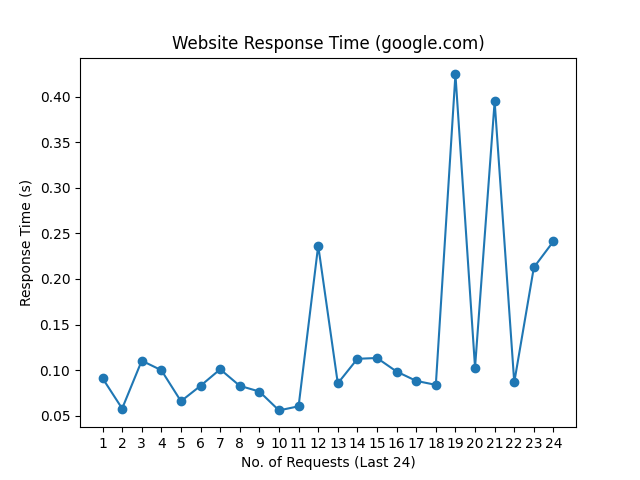 Website Response Time (google.com)
0.40
0.35
0.30
0.25
0.20
0.15
0.10
0.05
Response Time (s)
1 2 3 4 5 6 7 8 9 10 11 12 13 14 15 16 17 18 19 20 21 22 23 24
No. of Requests (Last 24)